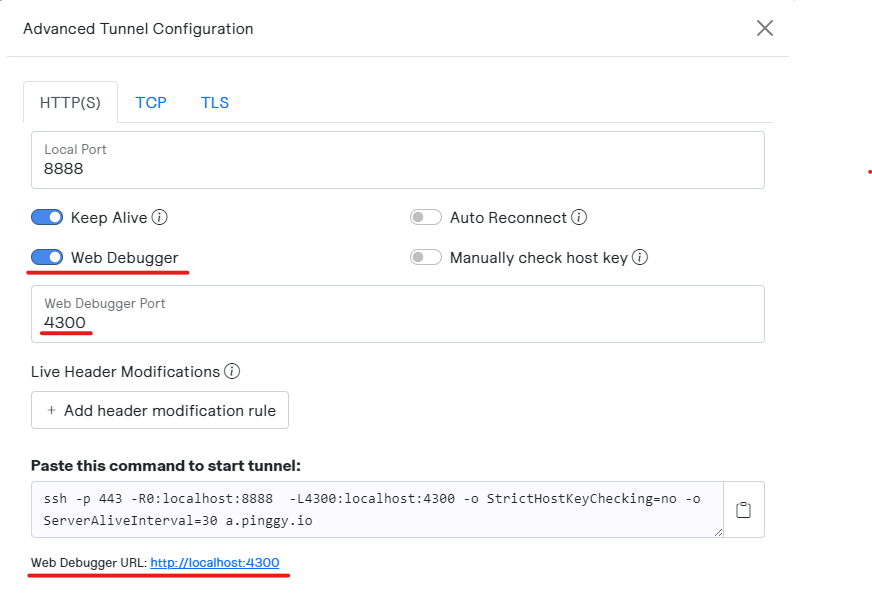 Advanced Tunnel Configuration
HTTP(S) TCP TLS
Local Port
8888
Keep Alive Auto Reconnect
Web Debugger Manually check host key
Web Debugger Port
4300
Live Header Modifications
+ Add header modification rule
Paste this command to start tunnel:
ssh -p 443 -R0:localhost:8888  -L4300:localhost:4300 -o StrictHostKeyChecking=no -o
ServerAliveInterval=30 a.pinggy.io
Web Debugger URL: http://localhost:4300